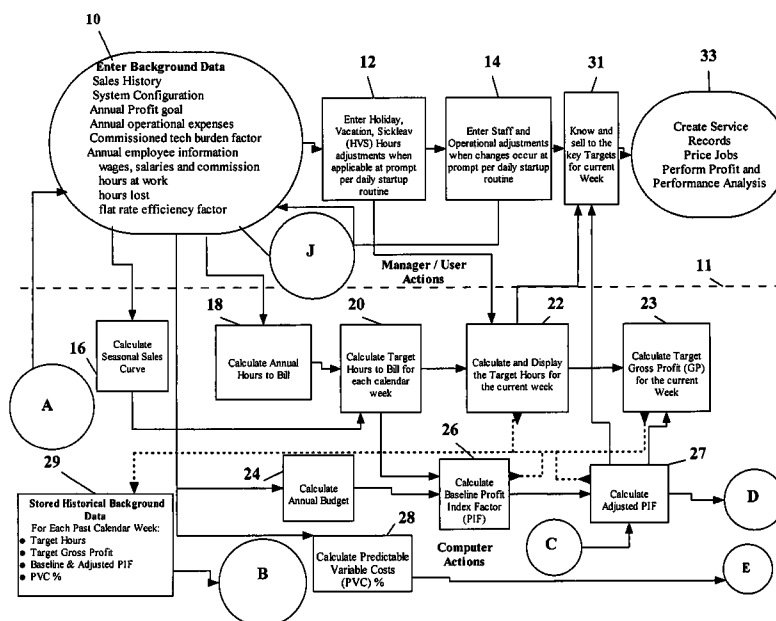 10
Enter Background Data
Sales History
System Configuration
Annual Profit goal
Annual operational expenses
Commissioned tech burden factor
Annual employee information
wages, salaries and commission
hours at work
hours lost
flat rate efficiency factor
12
Enter Holiday,
Vacation, Sickleav
(HVS) Hours
adjustments when
applicable at prompt
per daily startup
routine
14
Enter Staff and
Operational adjustments
when changes occur at
prompt per daily startup
routine
31
Know and
sell to the
key Targets
for current
Week
33
Create Service
Records
Price Jobs
Perform Profit and
Performance Analysis
J
Manager / User
Actions
11
16
Calculate
Seasonal Sales
Curve
18
Calculate Annual
Hours to Bill
20
Calculate Target
Hours to Bill for
each calendar
week
22
Calculate and Display
the Target Hours for
the current week
23
Calculate Target
Gross Profit (GP)
for the current
Week
A
29
Stored Historical Background
Data
For Each Past Calendar Week:
● Target Hours
● Target Gross Profit
● Baseline & Adjusted PIF
● PVC %
24
Calculate
Annual Budget
26
Calculate
Baseline Profit
Index Factor
(PIF)
27
Calculate
Adjusted PIF
D
B
28
Calculate Predictable
Variable Costs
(PVC) %
Computer
Actions
C
E